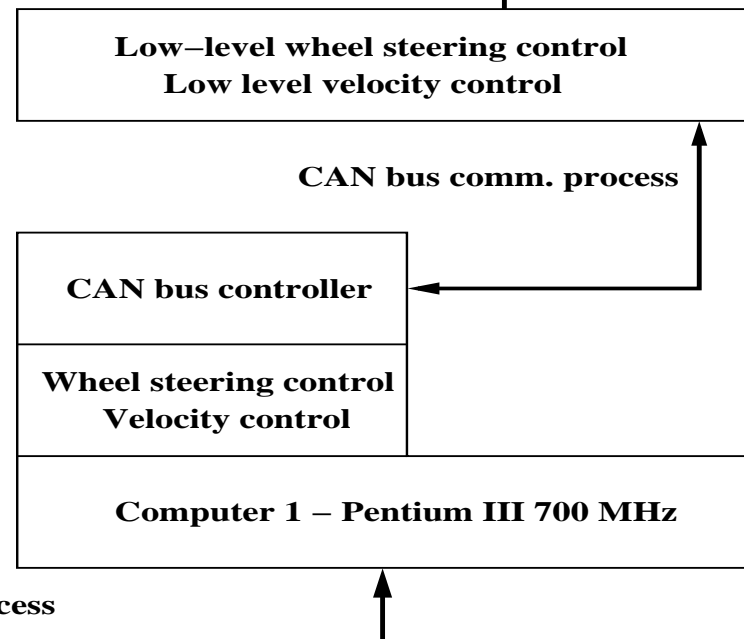 Low–level wheel steering control
Low level velocity control
CAN bus comm. process
CAN bus controller
Wheel steering control
Velocity control
Computer 1 – Pentium III 700 MHz
cess